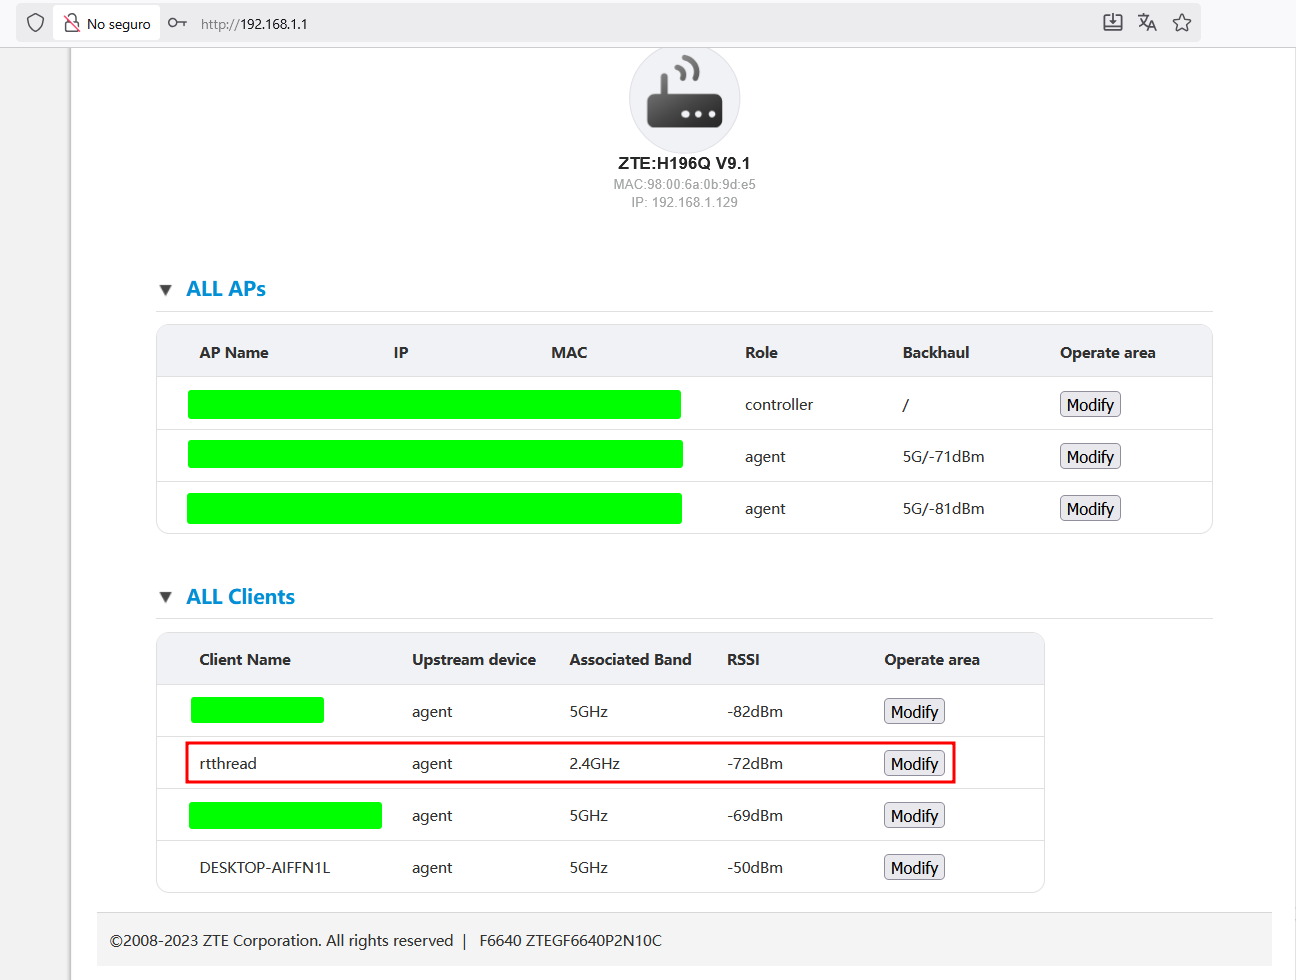 No seguro http://192.168.1.1
ZTE:H196Q V9.1
MAC:98:00:6a:0b:9d:e5
IP: 192.168.1.129
ALL APs
AP Name IP MAC Role Backhaul Operate area
controller / Modify
agent 5G/-71dBm Modify
agent 5G/-81dBm Modify
ALL Clients
Client Name Upstream device Associated Band RSSI Operate area
agent 5GHz -82dBm Modify
rtthread agent 2.4GHz -72dBm Modify
agent 5GHz -69dBm Modify
DESKTOP-AIFFN1L agent 5GHz -50dBm Modify
©2008-2023 ZTE Corporation. All rights reserved | F6640 ZTEGF6640P2N10C